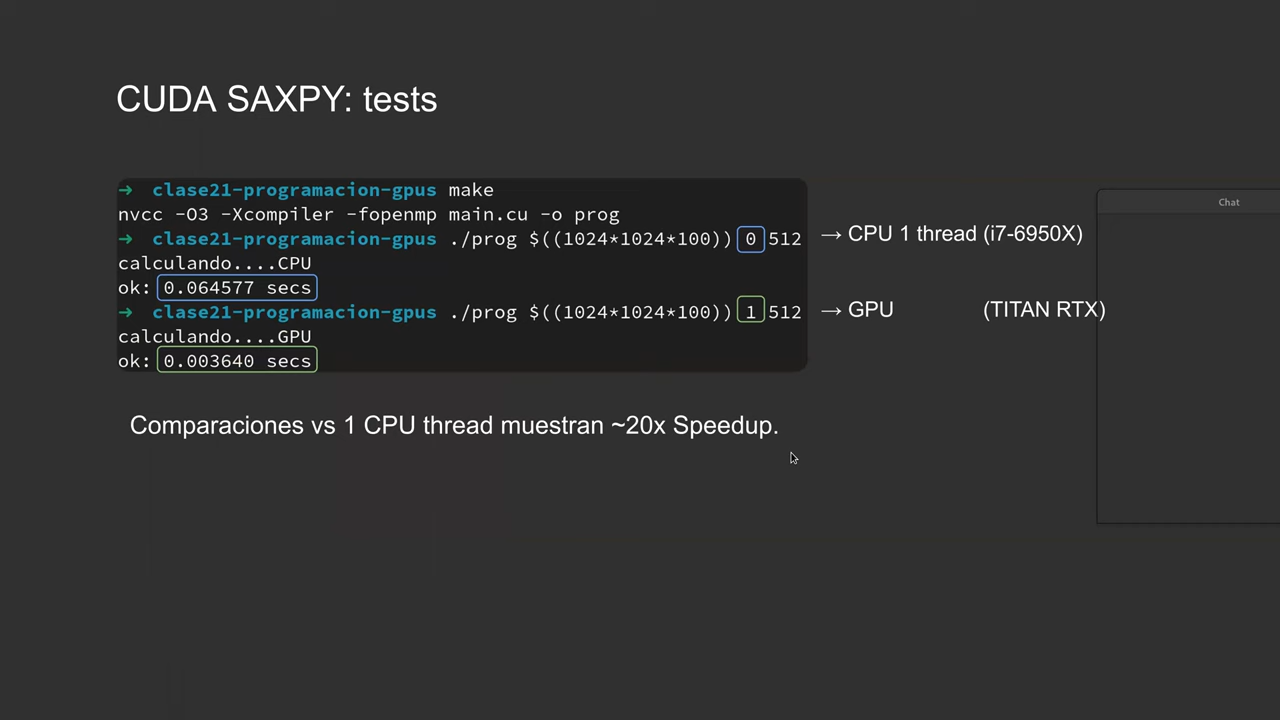 CUDA SAXPY: tests
➜ clase21-programacion-gpus make
nvcc -O3 -Xcompiler -fopenmp main.cu -o prog
➜ clase21-programacion-gpus ./prog $((1024*1024*100)) 0 512 → CPU 1 thread (i7-6950X)
calculando....CPU
ok: 0.064577 secs
➜ clase21-programacion-gpus ./prog $((1024*1024*100)) 1 512 → GPU (TITAN RTX)
calculando....GPU
ok: 0.003640 secs
Comparaciones vs 1 CPU thread muestran ~20x Speedup.
Chat